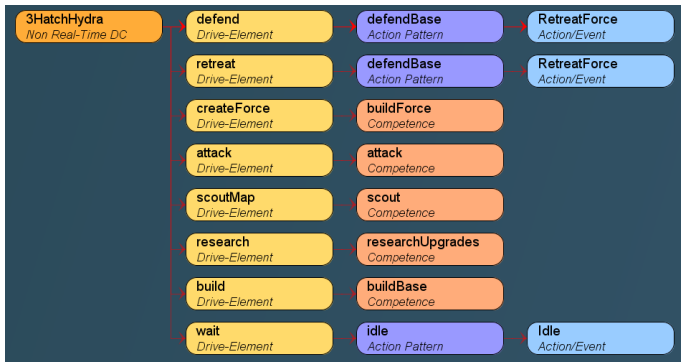 3HatchHydra
Non Real-Time DC
defend
Drive-Element
defendBase
Action Pattern
RetreatForce
Action/Event
retreat
Drive-Element
defendBase
Action Pattern
RetreatForce
Action/Event
createForce
Drive-Element
buildForce
Competence
attack
Drive-Element
attack
Competence
scoutMap
Drive-Element
scout
Competence
research
Drive-Element
researchUpgrades
Competence
build
Drive-Element
buildBase
Competence
wait
Drive-Element
idle
Action Pattern
Idle
Action/Event